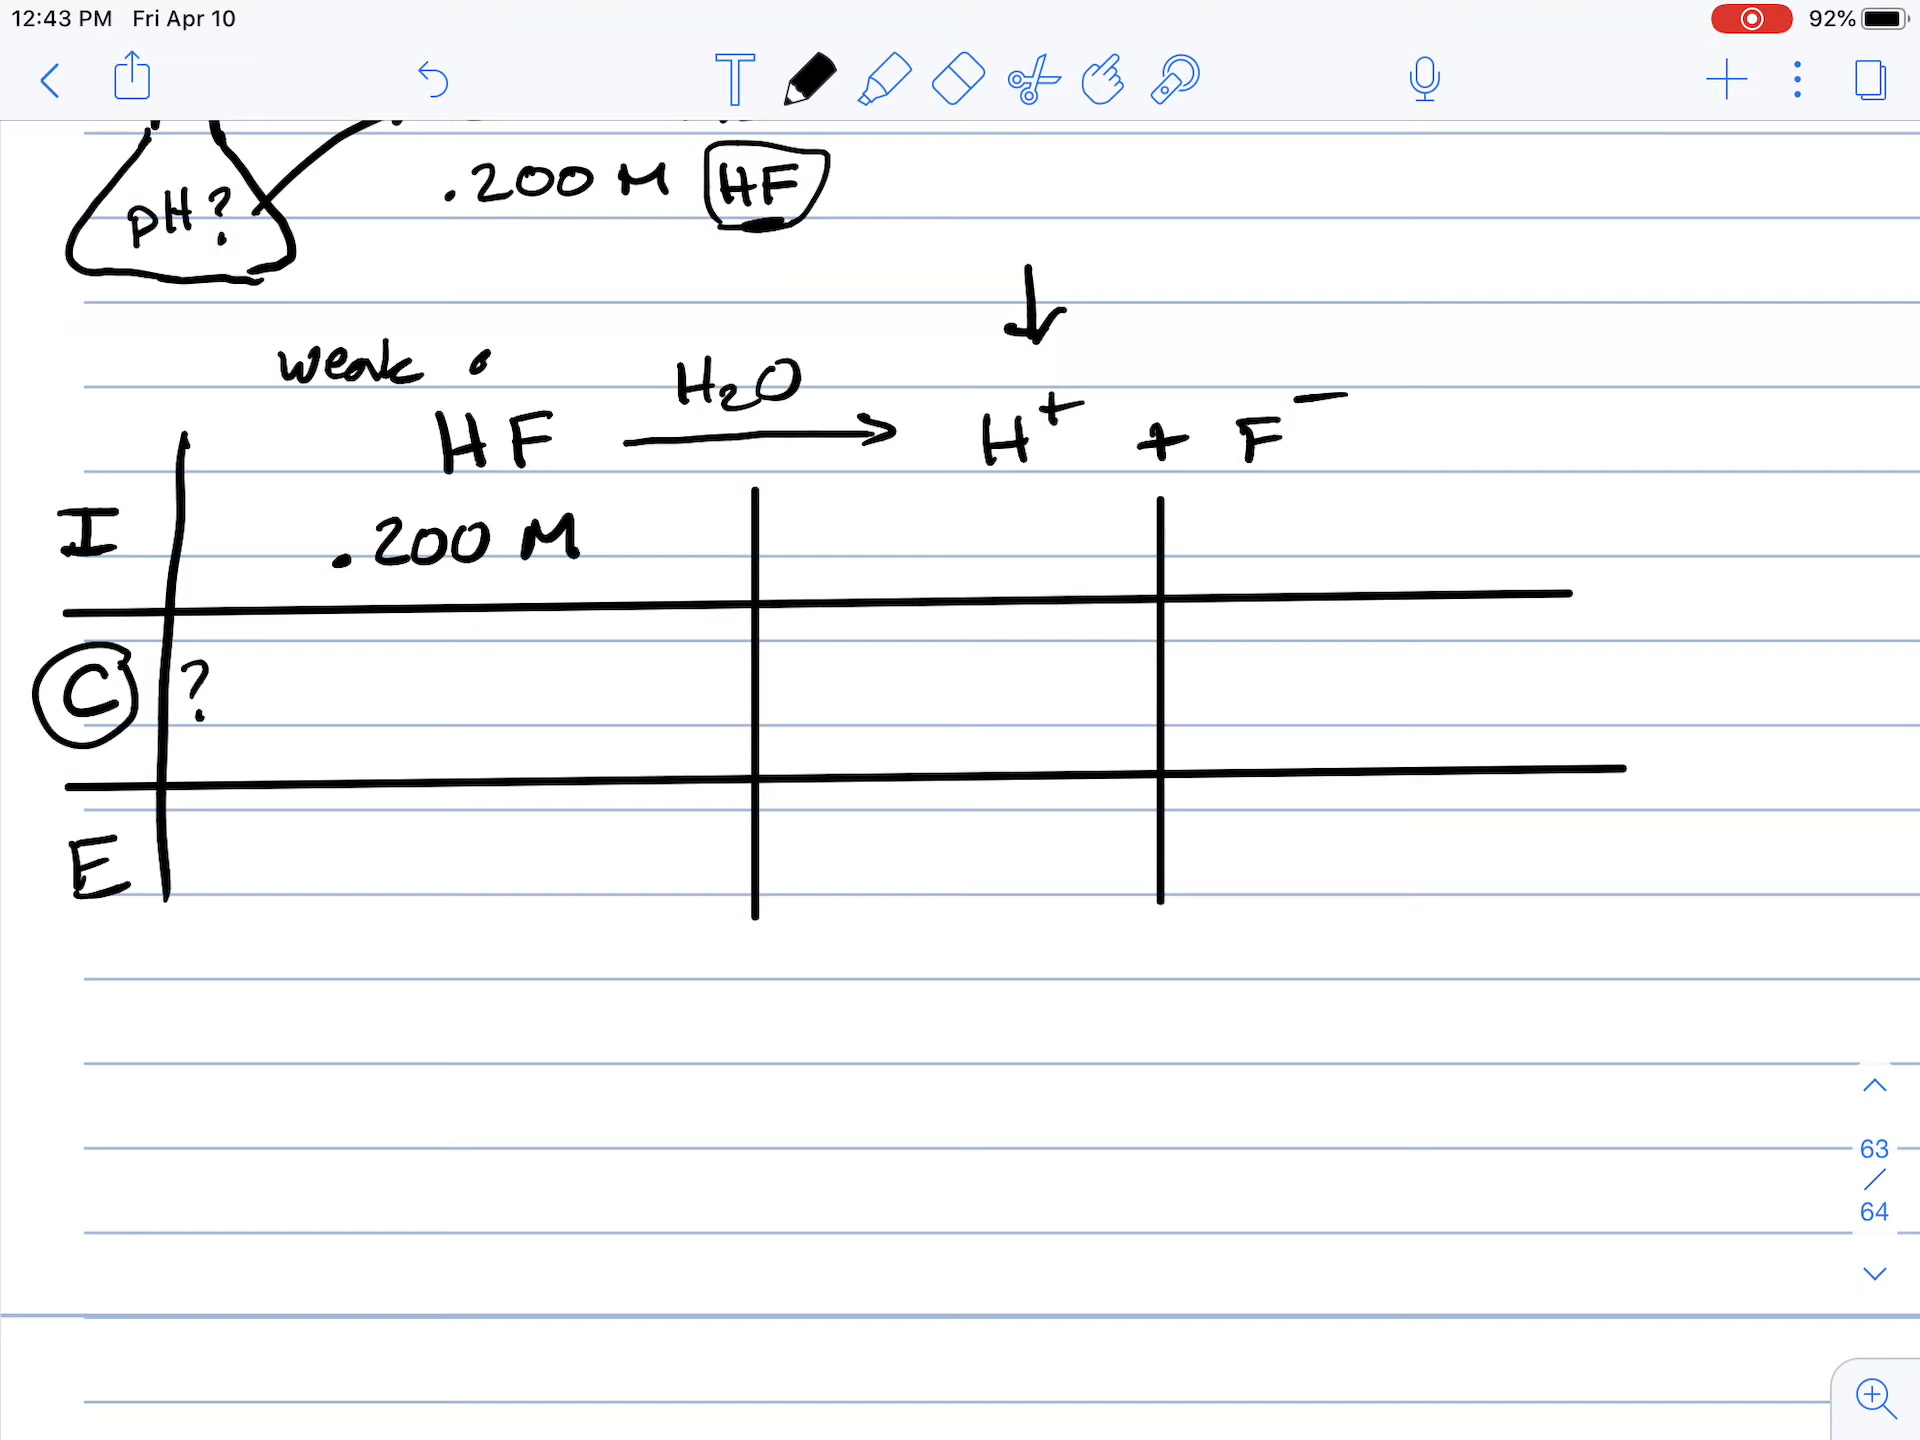 12:43 PM Fri Apr 10 92%
T
.200 M HF
pH?
weak H₂O
HF → H⁺ + F⁻
I .200 M
C ?
E
63
/
64